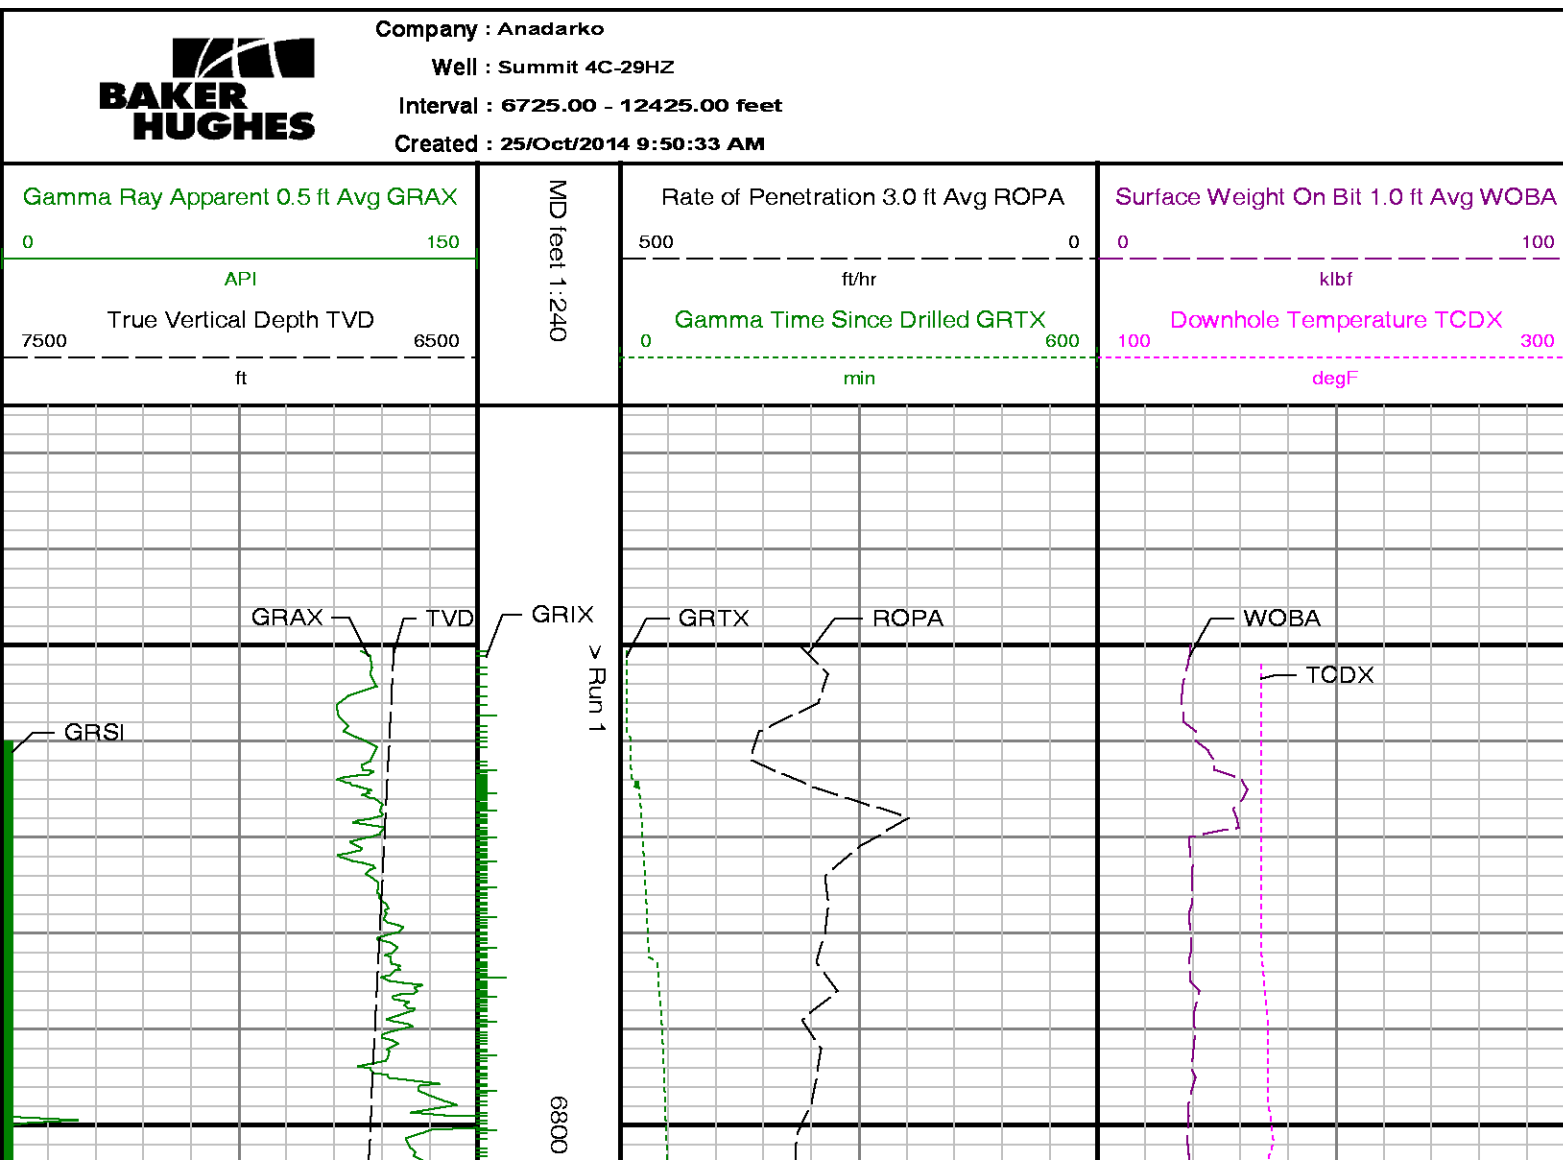 BAKER
HUGHES
Company : Anadarko
Well : Summit 4C-29HZ
Interval : 6725.00 - 12425.00 feet
Created : 25/Oct/2014 9:50:33 AM
Gamma Ray Apparent 0.5 ft Avg GRAX
0 150
API
True Vertical Depth TVD
7500 6500
ft
MD feet 1:240
Rate of Penetration 3.0 ft Avg ROPA
500 0
ft/hr
Gamma Time Since Drilled GRTX
0 600
min
Surface Weight On Bit 1.0 ft Avg WOBA
0 100
klbf
Downhole Temperature TCDX
100 300
degF
GRAX
TVD
GRIX
GRTX
ROPA
WOBA
> Run 1
TCDX
GRSI
6800